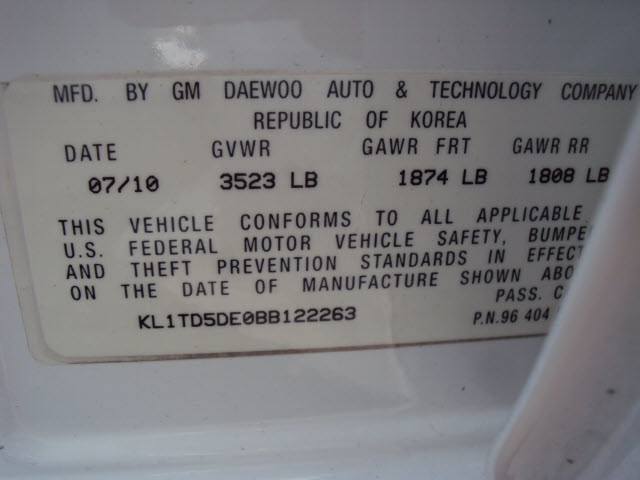 MFD. BY GM DAEWOO AUTO & TECHNOLOGY COMPANY
REPUBLIC OF KOREA
DATE GVWR GAWR FRT GAWR RR
07/10 3523 LB 1874 LB 1808 LB
THIS VEHICLE CONFORMS TO ALL APPLICABLE
U.S. FEDERAL MOTOR VEHICLE SAFETY, BUMPE
AND THEFT PREVENTION STANDARDS IN EFFECT
ON THE DATE OF MANUFACTURE SHOWN ABO
PASS. C
KL1TD5DE0BB122263 P.N.96 404